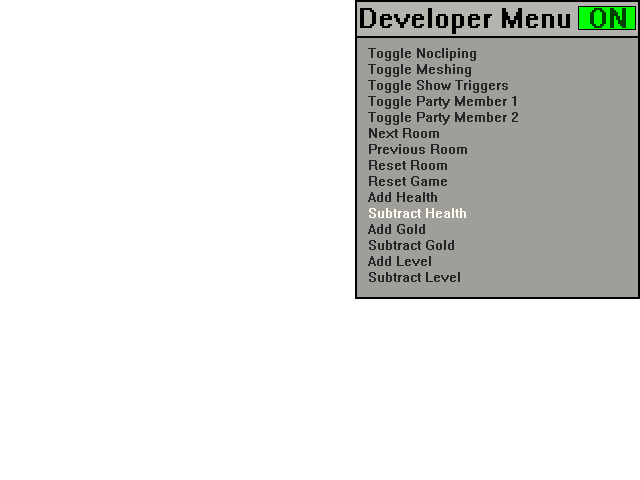 Developer Menu ON
Toggle Nocliping
Toggle Meshing
Toggle Show Triggers
Toggle Party Member 1
Toggle Party Member 2
Next Room
Previous Room
Reset Room
Reset Game
Add Health
Subtract Health
Add Gold
Subtract Gold
Add Level
Subtract Level